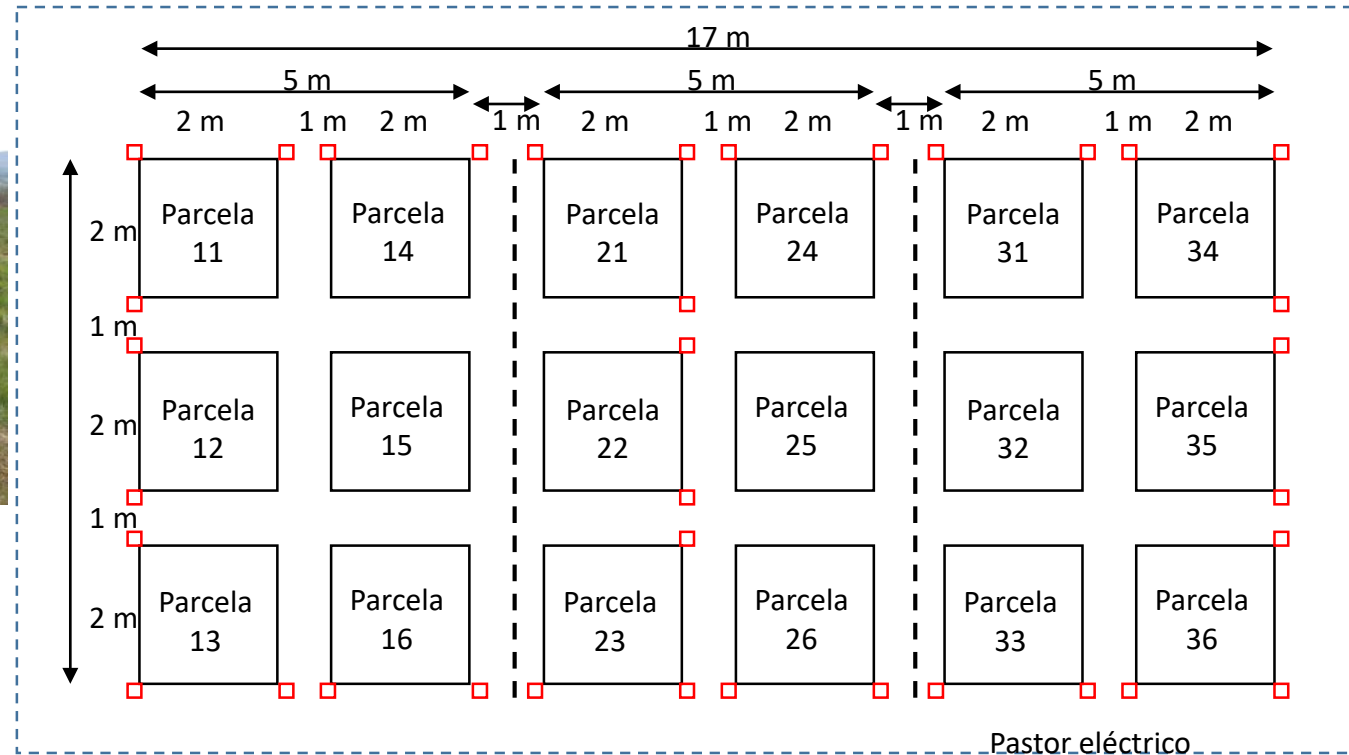 17 m
5 m 5 m 5 m
2 m 1 m 2 m 1 m 2 m 1 m 2 m 1 m 2 m 1 m 2 m
2 m
Parcela Parcela Parcela Parcela Parcela Parcela
11 14 21 24 31 34
1 m
2 m
Parcela Parcela Parcela Parcela Parcela Parcela
12 15 22 25 32 35
1 m
2 m
Parcela Parcela Parcela Parcela Parcela Parcela
13 16 23 26 33 36
Pastor eléctrico